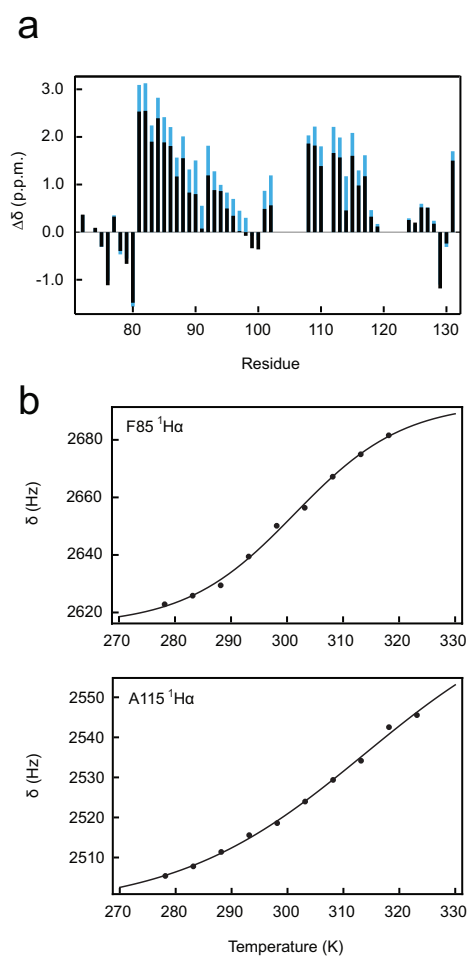 a
3.0
2.0
1.0
0.0
-1.0
Δδ (p.p.m.)
80 90 100 110 120 130
Residue
b
F85 ¹Hα
2680
2660
2640
2620
δ (Hz)
270 280 290 300 310 320 330
A115 ¹Hα
2550
2540
2530
2520
2510
δ (Hz)
270 280 290 300 310 320 330
Temperature (K)